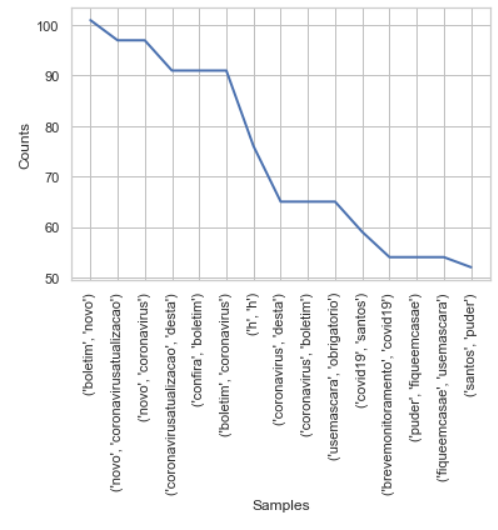 100
90
80
70
60
50
Counts
('boletim', 'novo')
('novo', 'coronavirusatualizacao')
('novo', 'coronavirus')
('coronavirusatualizacao', 'desta')
('confira', 'boletim')
('boletim', 'coronavirus')
('h', 'h')
('coronavirus', 'desta')
('coronavirus', 'boletim')
('usemascara', 'obrigatorio')
('covid19', 'santos')
('brevemonitoramento', 'covid19')
('puder', 'fiqueemcasae')
('fiqueemcasae', 'usemascara')
('santos', 'puder')
Samples